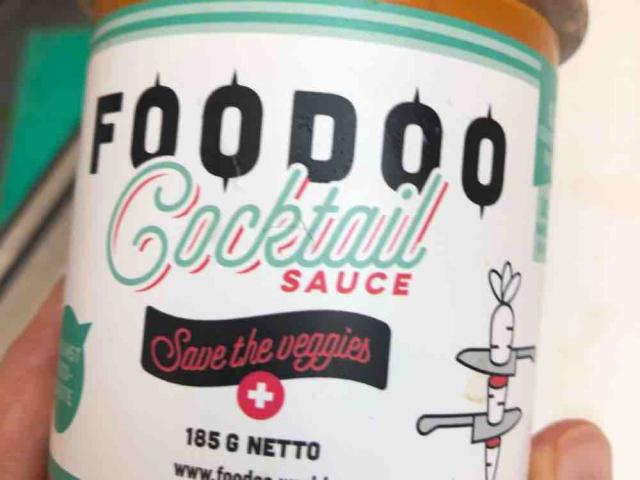 FOODOO
Cocktail
SAUCE
Save the veggies
185 G NETTO